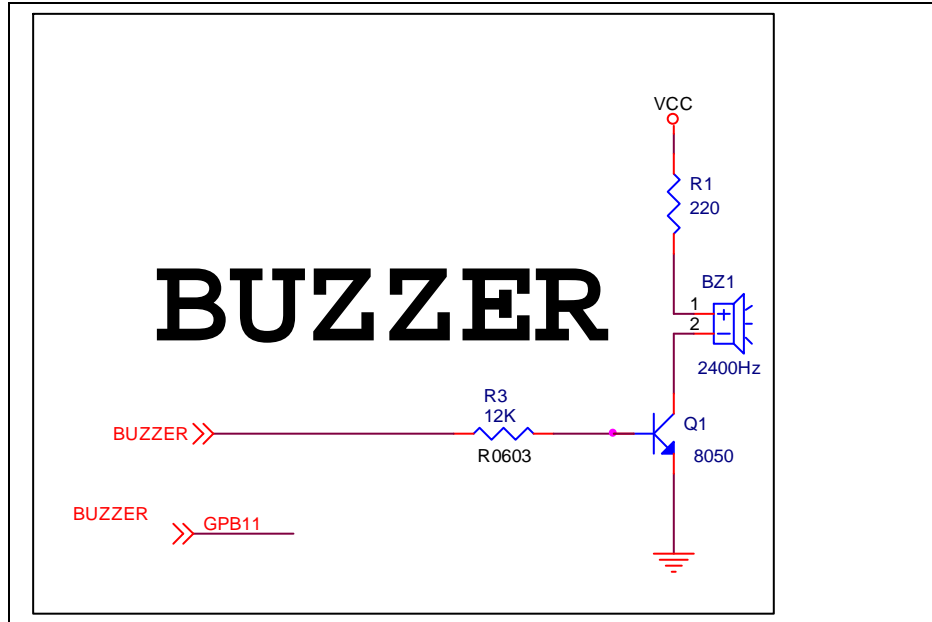 VCC
R1
220
BUZZER
BZ1
1
2
2400Hz
R3
12K
BUZZER
Q1
R0603
8050
BUZZER
GPB11